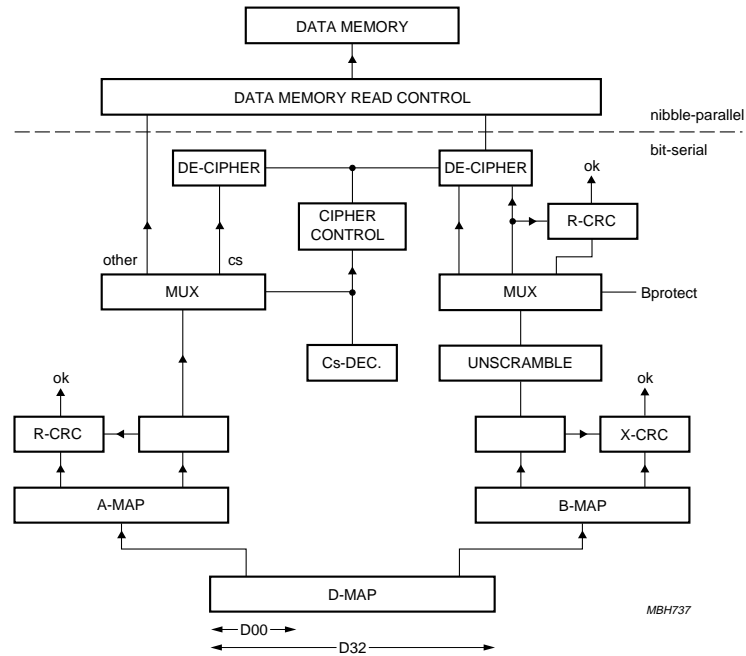 DATA MEMORY
DATA MEMORY READ CONTROL
nibble-parallel
bit-serial
DE-CIPHER
DE-CIPHER
ok
CIPHER
CONTROL
R-CRC
other
cs
MUX
MUX
Bprotect
Cs-DEC.
UNSCRAMBLE
ok
ok
R-CRC
X-CRC
A-MAP
B-MAP
D-MAP
MBH737
D00
D32